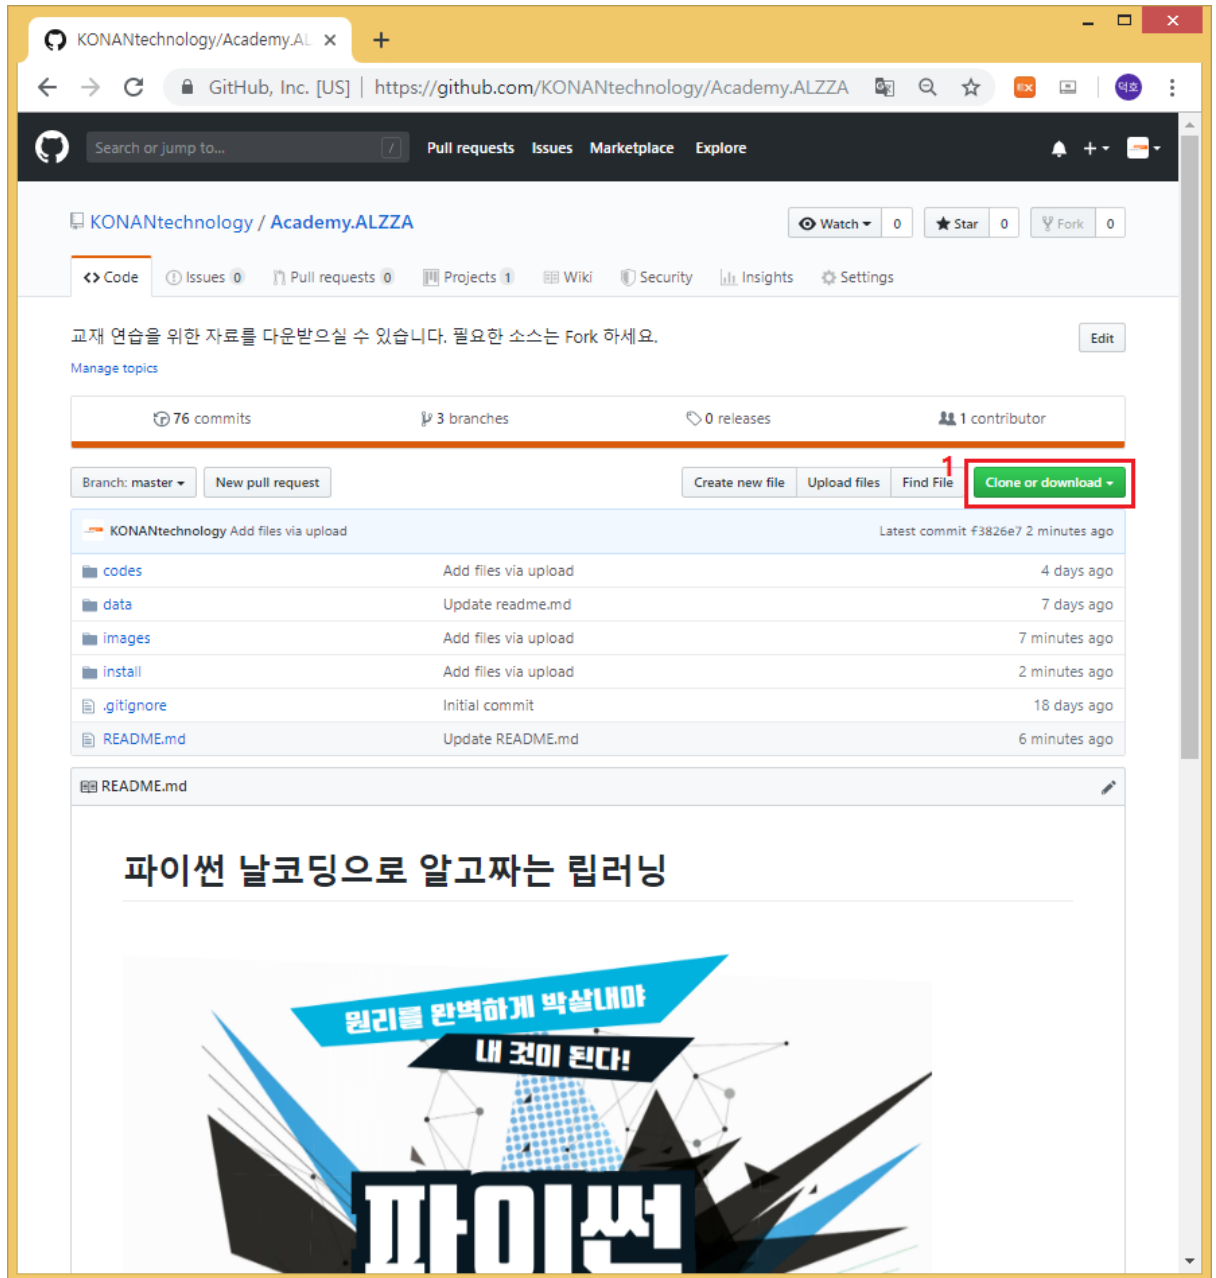 KONANtechnology/Academy.AL
GitHub, Inc. [US] | https://github.com/KONANtechnology/Academy.ALZZA
EX
덕호
Search or jump to...
/
Pull requests Issues Marketplace Explore
KONANtechnology / Academy.ALZZA
Watch 0 Star 0 Fork 0
Code Issues 0 Pull requests 0 Projects 1 Wiki Security Insights Settings
교재 연습을 위한 자료를 다운받으실 수 있습니다. 필요한 소스는 Fork 하세요.
Edit
Manage topics
76 commits 3 branches 0 releases 1 contributor
1
Branch: master New pull request Create new file Upload files Find File Clone or download
KONANtechnology Add files via upload Latest commit f3826e7 2 minutes ago
codes Add files via upload 4 days ago
data Update readme.md 7 days ago
images Add files via upload 7 minutes ago
install Add files via upload 2 minutes ago
.gitignore Initial commit 18 days ago
README.md Update README.md 6 minutes ago
README.md
파이썬 날코딩으로 알고짜는 립러닝
원리를 완벽하게 박살내야
내 것이 된다!
파이썬